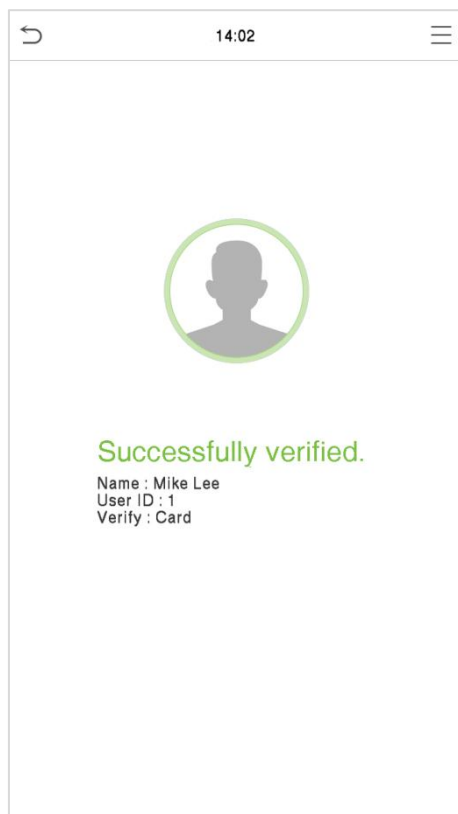 14:02
Successfully verified.
Name : Mike Lee
User ID : 1
Verify : Card